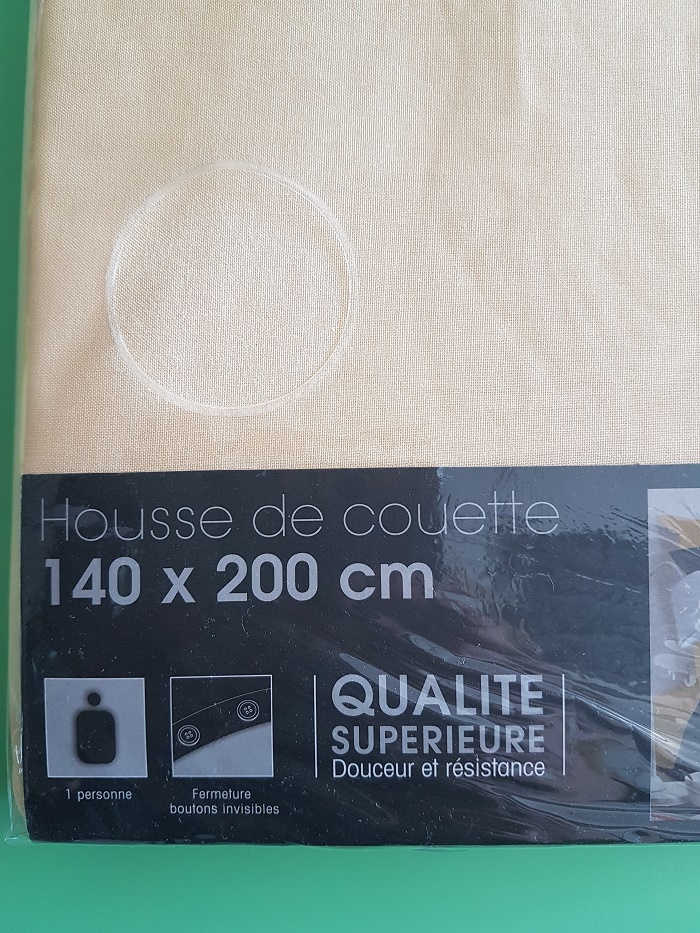 Housse de couette
140 x 200 cm
QUALITE
SUPERIEURE
Douceur et résistance
1 personne
Fermeture
boutons invisibles